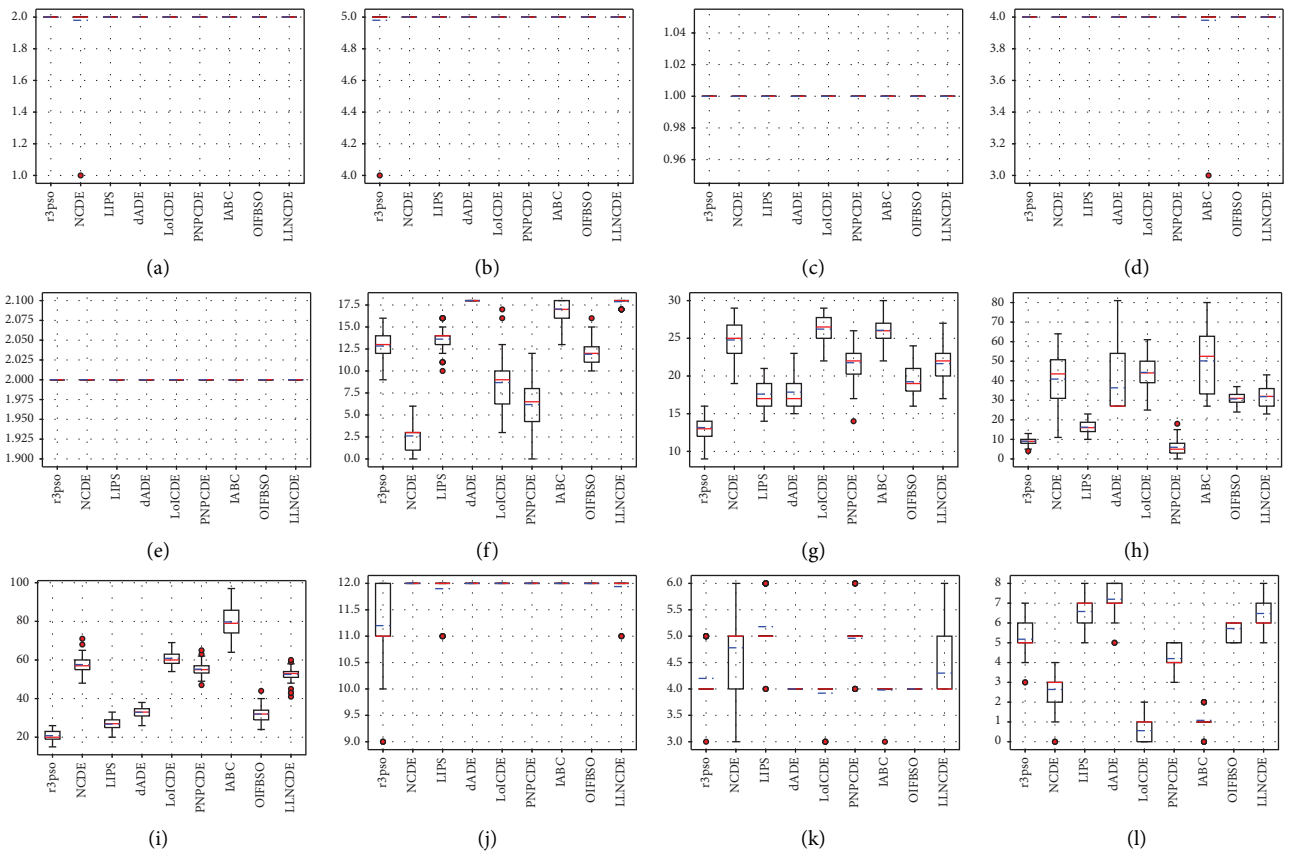 2.0
1.8
1.6
1.4
1.2
1.0
r3pso
NCDE
LIPS
dADE
LoICDE
PNPCDE
IABC
OIFBSO
LLNCDE
(a)
5.0
4.8
4.6
4.4
4.2
4.0
r3pso
NCDE
LIPS
dADE
LoICDE
PNPCDE
IABC
OIFBSO
LLNCDE
(b)
1.04
1.02
1.00
0.98
0.96
r3pso
NCDE
LIPS
dADE
LoICDE
PNPCDE
IABC
OIFBSO
LLNCDE
(c)
4.0
3.8
3.6
3.4
3.2
3.0
r3pso
NCDE
LIPS
dADE
LoICDE
PNPCDE
IABC
OIFBSO
LLNCDE
(d)
2.100
2.075
2.050
2.025
2.000
1.975
1.950
1.925
1.900
r3pso
NCDE
LIPS
dADE
LoICDE
PNPCDE
IABC
OIFBSO
LLNCDE
(e)
17.5
15.0
12.5
10.0
7.5
5.0
2.5
0.0
r3pso
NCDE
LIPS
dADE
LoICDE
PNPCDE
IABC
OIFBSO
LLNCDE
(f)
30
25
20
15
10
r3pso
NCDE
LIPS
dADE
LoICDE
PNPCDE
IABC
OIFBSO
LLNCDE
(g)
80
70
60
50
40
30
20
10
0
r3pso
NCDE
LIPS
dADE
LoICDE
PNPCDE
IABC
OIFBSO
LLNCDE
(h)
100
80
60
40
20
r3pso
NCDE
LIPS
dADE
LoICDE
PNPCDE
IABC
OIFBSO
LLNCDE
(i)
12.0
11.5
11.0
10.5
10.0
9.5
9.0
r3pso
NCDE
LIPS
dADE
LoICDE
PNPCDE
IABC
OIFBSO
LLNCDE
(j)
6.0
5.5
5.0
4.5
4.0
3.5
3.0
r3pso
NCDE
LIPS
dADE
LoICDE
PNPCDE
IABC
OIFBSO
LLNCDE
(k)
8
7
6
5
4
3
2
1
0
r3pso
NCDE
LIPS
dADE
LoICDE
PNPCDE
IABC
OIFBSO
LLNCDE
(l)